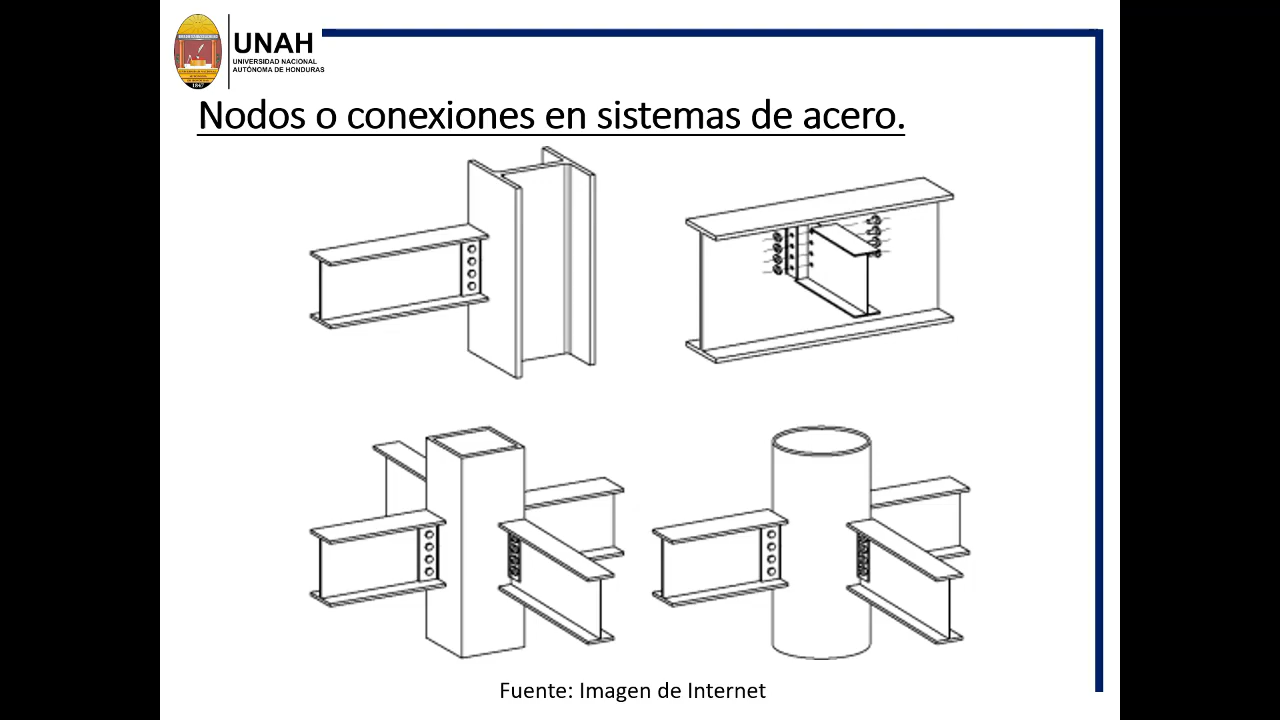 UNAH
UNIVERSIDAD NACIONAL
AUTÓNOMA DE HONDURAS
Nodos o conexiones en sistemas de acero.
Fuente: Imagen de Internet